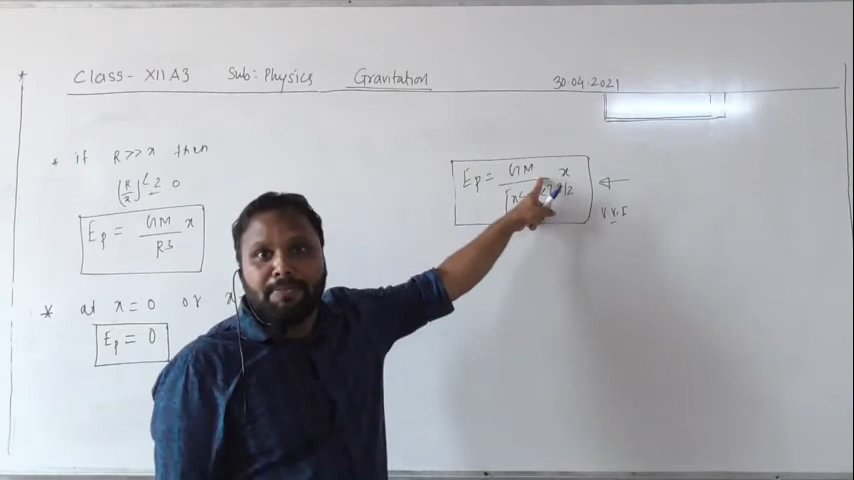 Class- XII A3 Sub: Physics Gravitation 30.04.2021
* if R>>x then
(R/x)² ≈ 0
Ep = GM/R³ x
* at x = 0 or x
Ep = 0
Ep = GM x
V.V.I